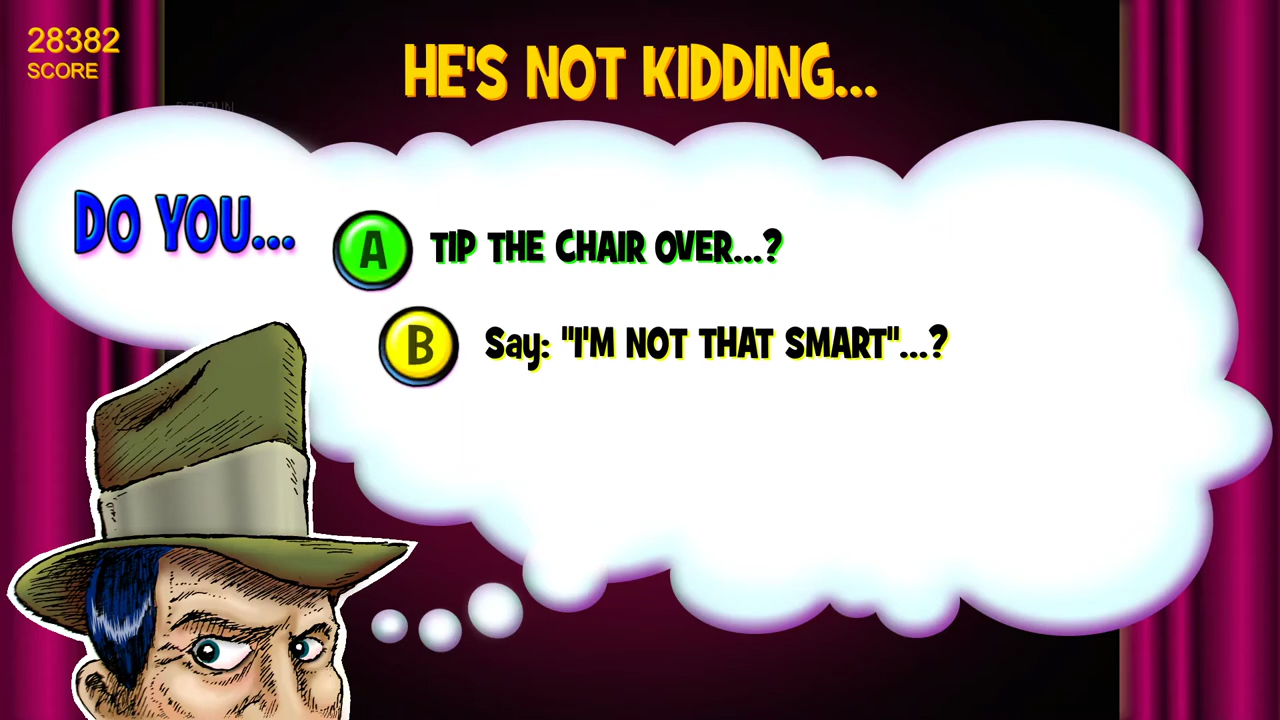 28382
SCORE
HE'S NOT KIDDING...
DO YOU...
A TIP THE CHAIR OVER...?
B Say: "I'M NOT THAT SMART"...?